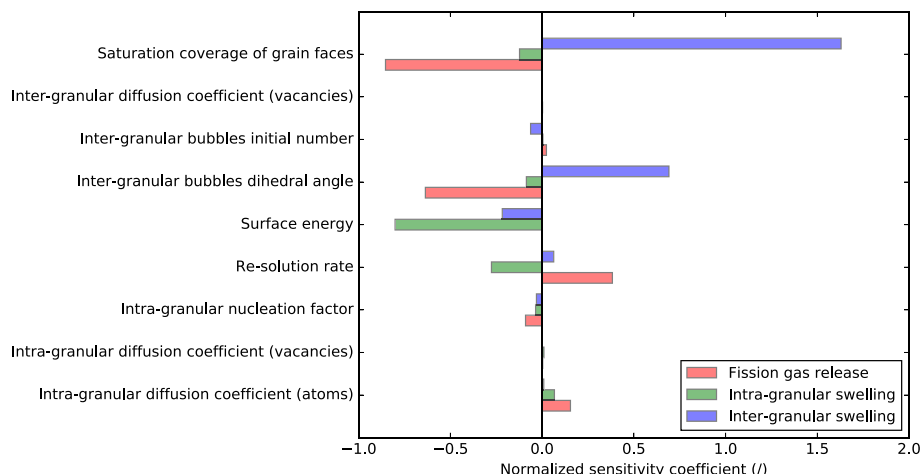 Saturation coverage of grain faces
Inter-granular diffusion coefficient (vacancies)
Inter-granular bubbles initial number
Inter-granular bubbles dihedral angle
Surface energy
Re-solution rate
Intra-granular nucleation factor
Intra-granular diffusion coefficient (vacancies)
Intra-granular diffusion coefficient (atoms)
Fission gas release
Intra-granular swelling
Inter-granular swelling
−1.0 −0.5 0.0 0.5 1.0 1.5 2.0
Normalized sensitivity coefficient (/)